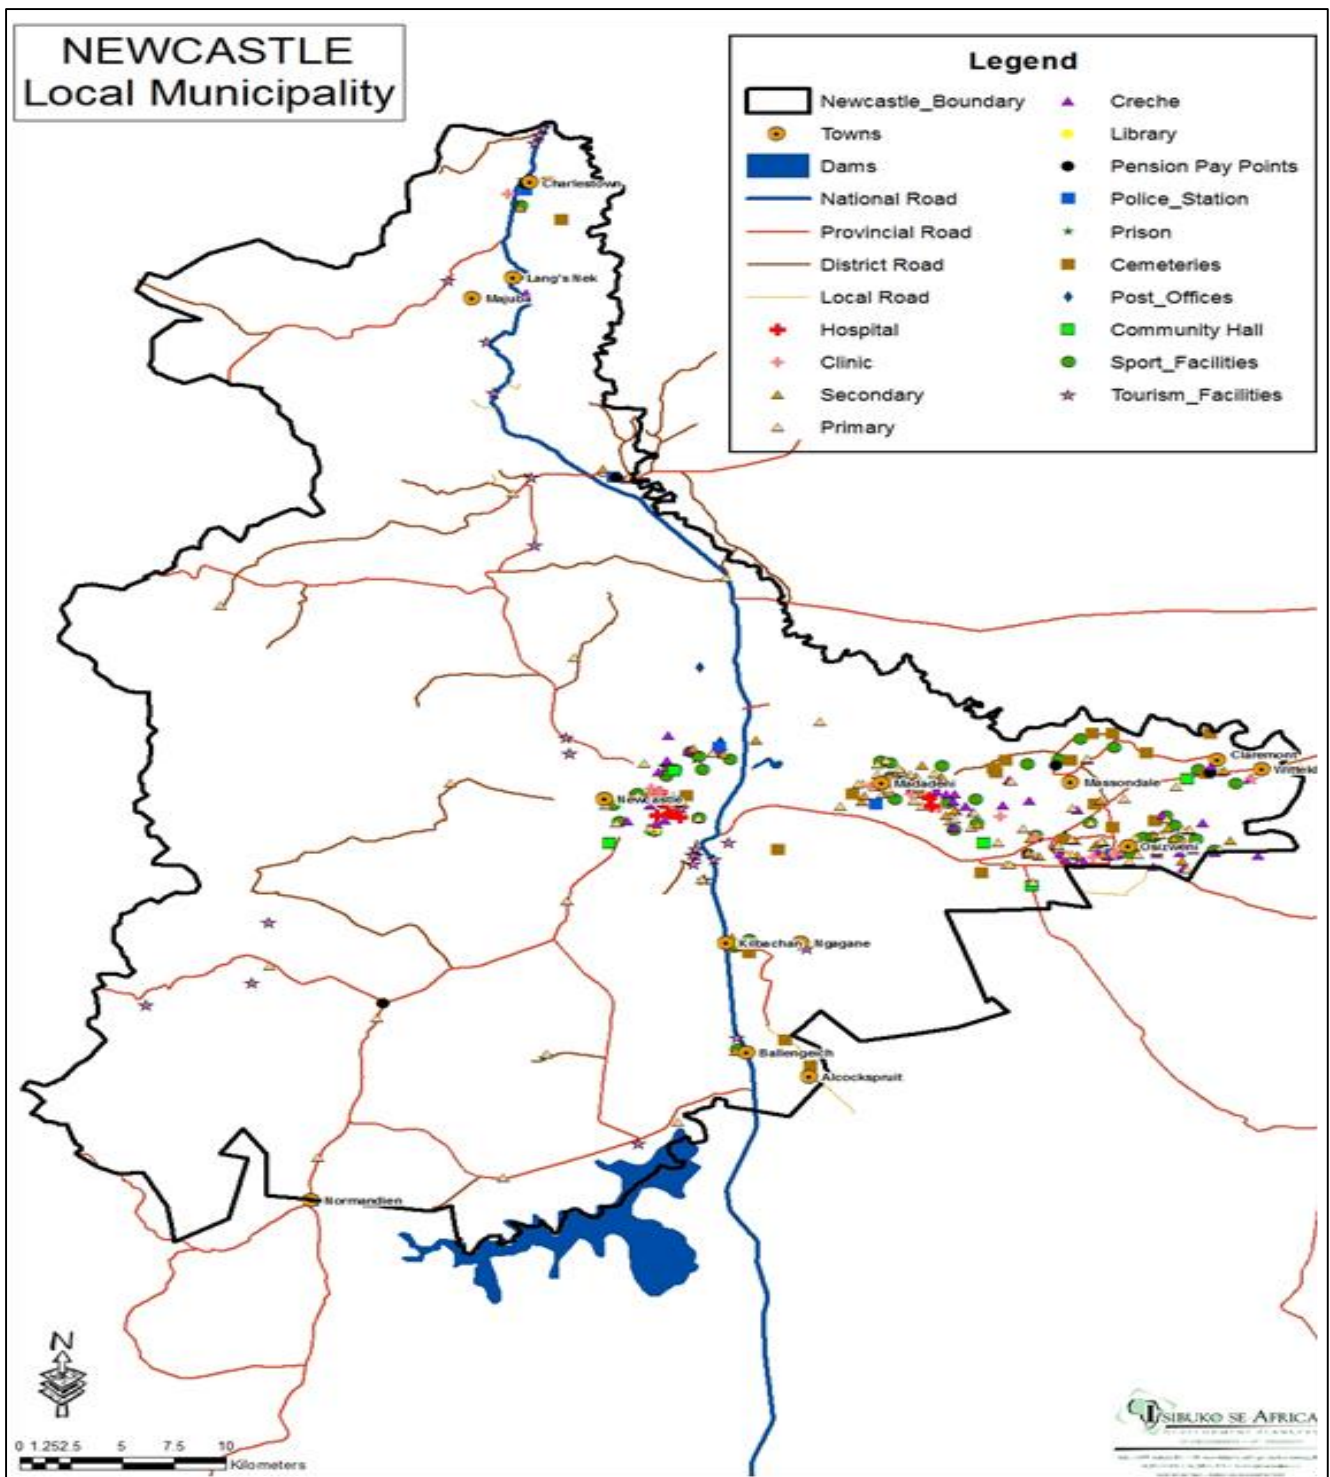 NEWCASTLE
Local Municipality
Legend
Newcastle_Boundary
Towns
Dams
National Road
Provincial Road
District Road
Local Road
Hospital
Clinic
Secondary
Primary
Creche
Library
Pension Pay Points
Police_Station
Prison
Cemeteries
Post_Offices
Community Hall
Sport_Facilities
Tourism_Facilities
Charlestown
Lang's Nek
Majuba
Claremont
Madadeni
Massondale
Newcastle
Osizweni
Ngagane
Ballengeich
Alcockspruit
Normandien
N
0 1.25 2.5 5 7.5 10
Kilometers
ISIBUKO SE AFRICA